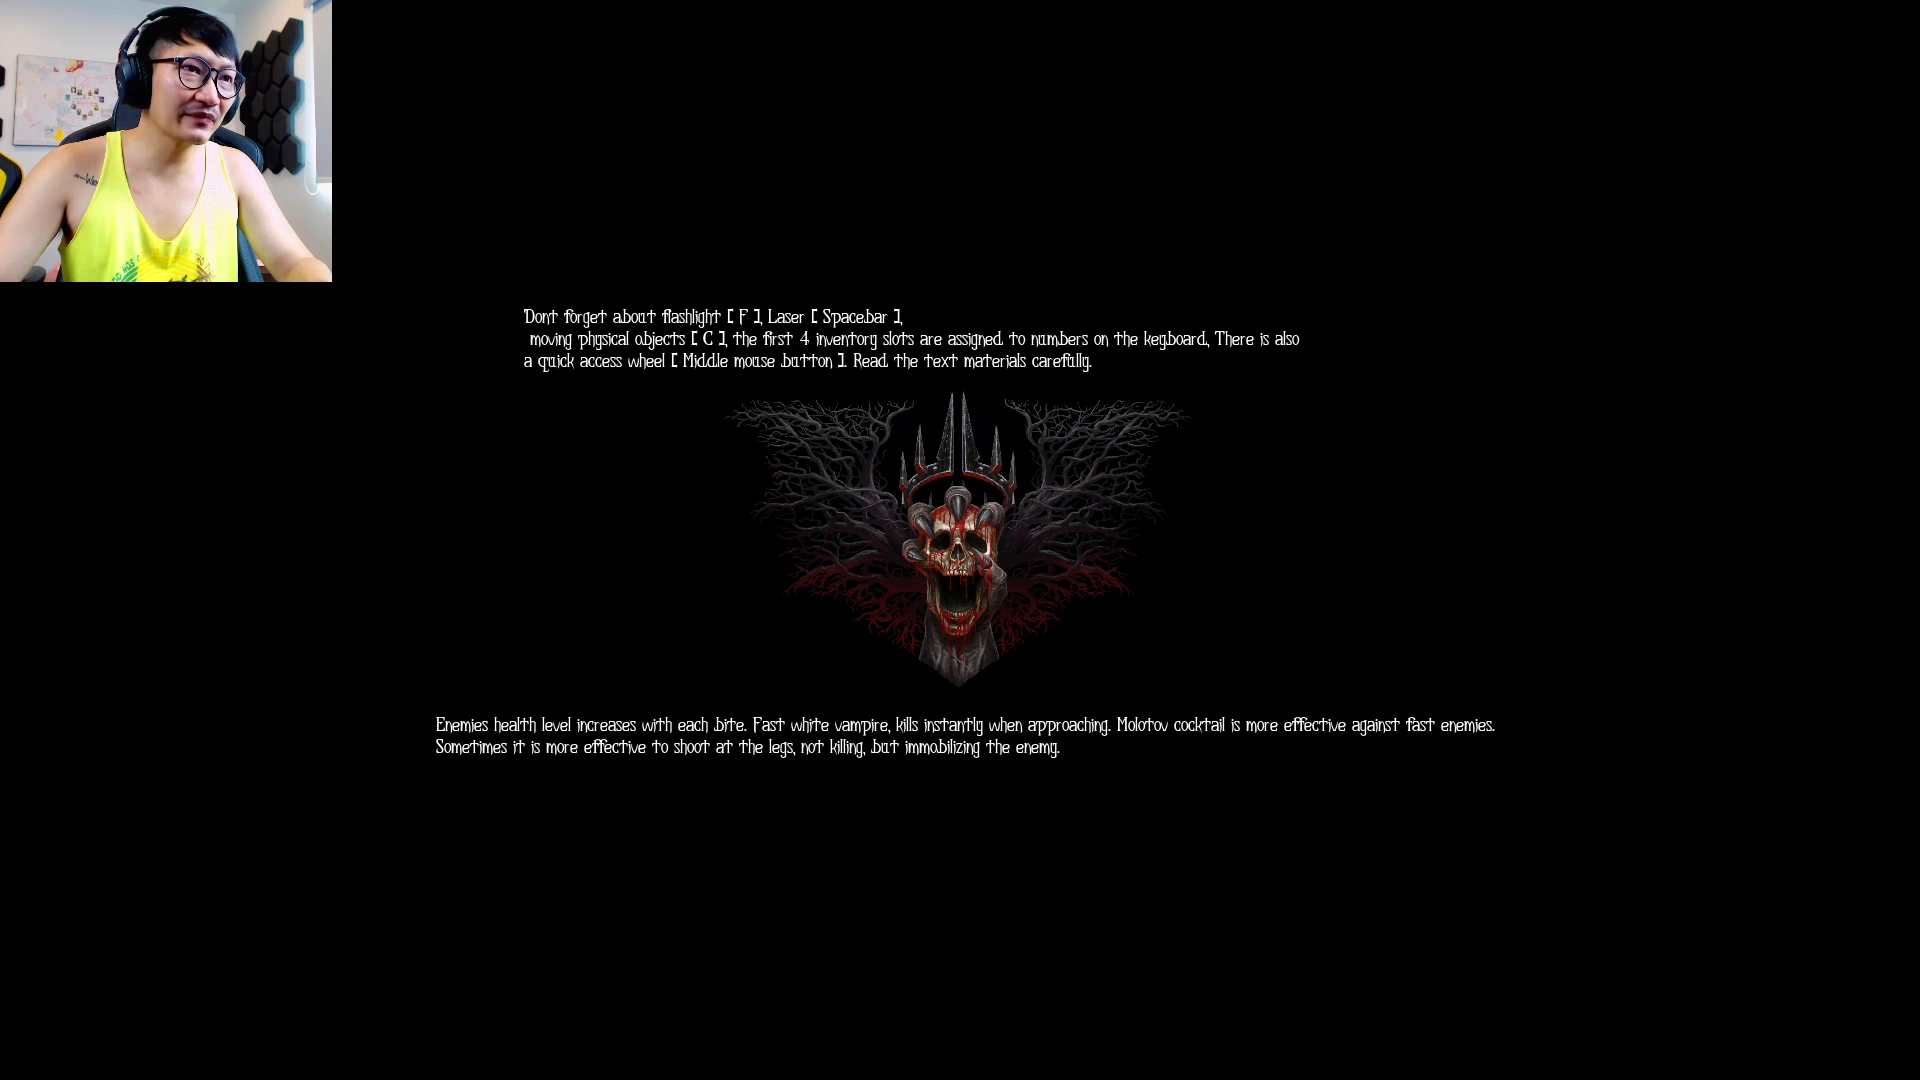 Dont forget about flashlight [ F ], Laser [ Spacebar ],
moving physical objects [ C ], the first 4 inventory slots are assigned to numbers on the keyboard, There is also
a quick access wheel [ Middle mouse button ]. Read the text materials carefully.
Enemies health level increases with each bite. Fast white vampire, kills instantly when approaching. Molotov cocktail is more effective against fast enemies.
Sometimes it is more effective to shoot at the legs, not killing, but immobilizing the enemy.